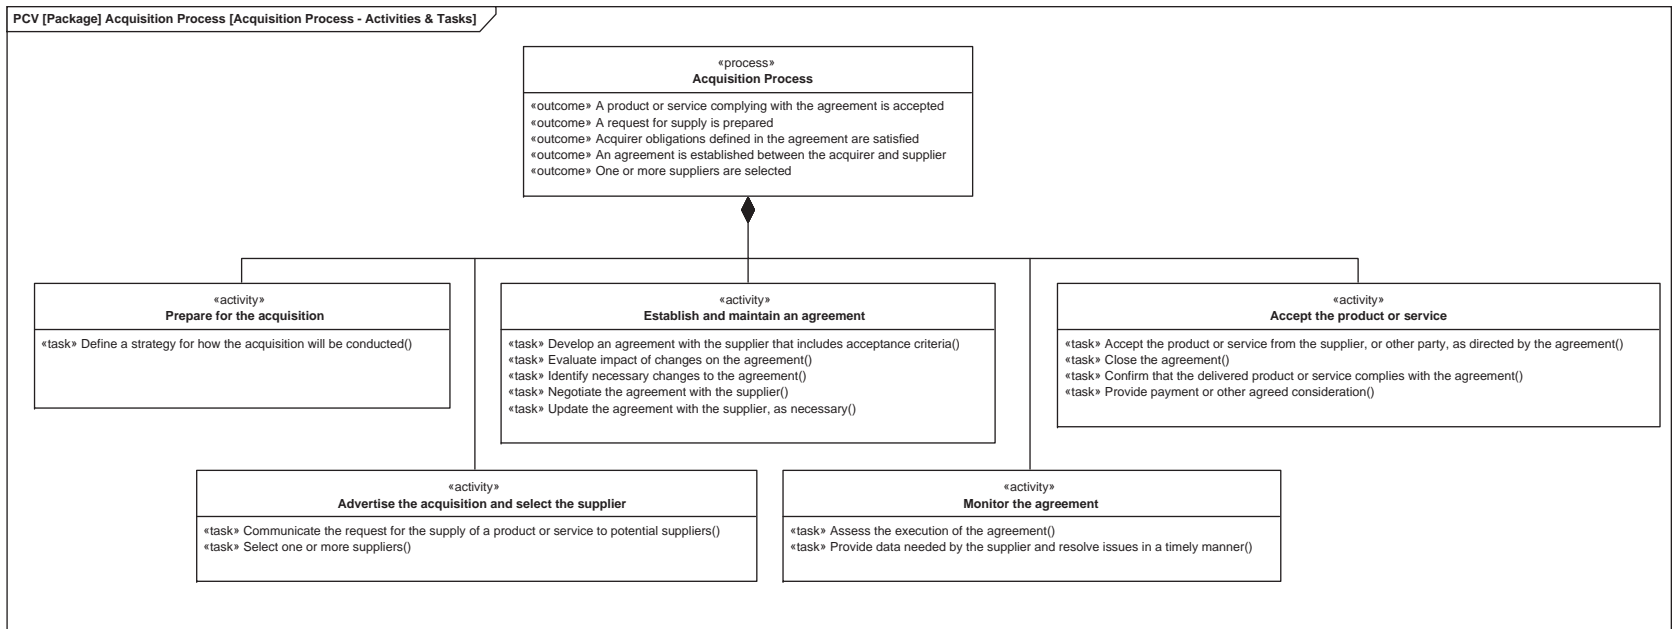 PCV [Package] Acquisition Process [Acquisition Process - Activities & Tasks]
«process»
Acquisition Process
«outcome» A product or service complying with the agreement is accepted
«outcome» A request for supply is prepared
«outcome» Acquirer obligations defined in the agreement are satisfied
«outcome» An agreement is established between the acquirer and supplier
«outcome» One or more suppliers are selected
«activity»
Prepare for the acquisition
«task» Define a strategy for how the acquisition will be conducted()
«activity»
Establish and maintain an agreement
«task» Develop an agreement with the supplier that includes acceptance criteria()
«task» Evaluate impact of changes on the agreement()
«task» Identify necessary changes to the agreement()
«task» Negotiate the agreement with the supplier()
«task» Update the agreement with the supplier, as necessary()
«activity»
Accept the product or service
«task» Accept the product or service from the supplier, or other party, as directed by the agreement()
«task» Close the agreement()
«task» Confirm that the delivered product or service complies with the agreement()
«task» Provide payment or other agreed consideration()
«activity»
Advertise the acquisition and select the supplier
«task» Communicate the request for the supply of a product or service to potential suppliers()
«task» Select one or more suppliers()
«activity»
Monitor the agreement
«task» Assess the execution of the agreement()
«task» Provide data needed by the supplier and resolve issues in a timely manner()